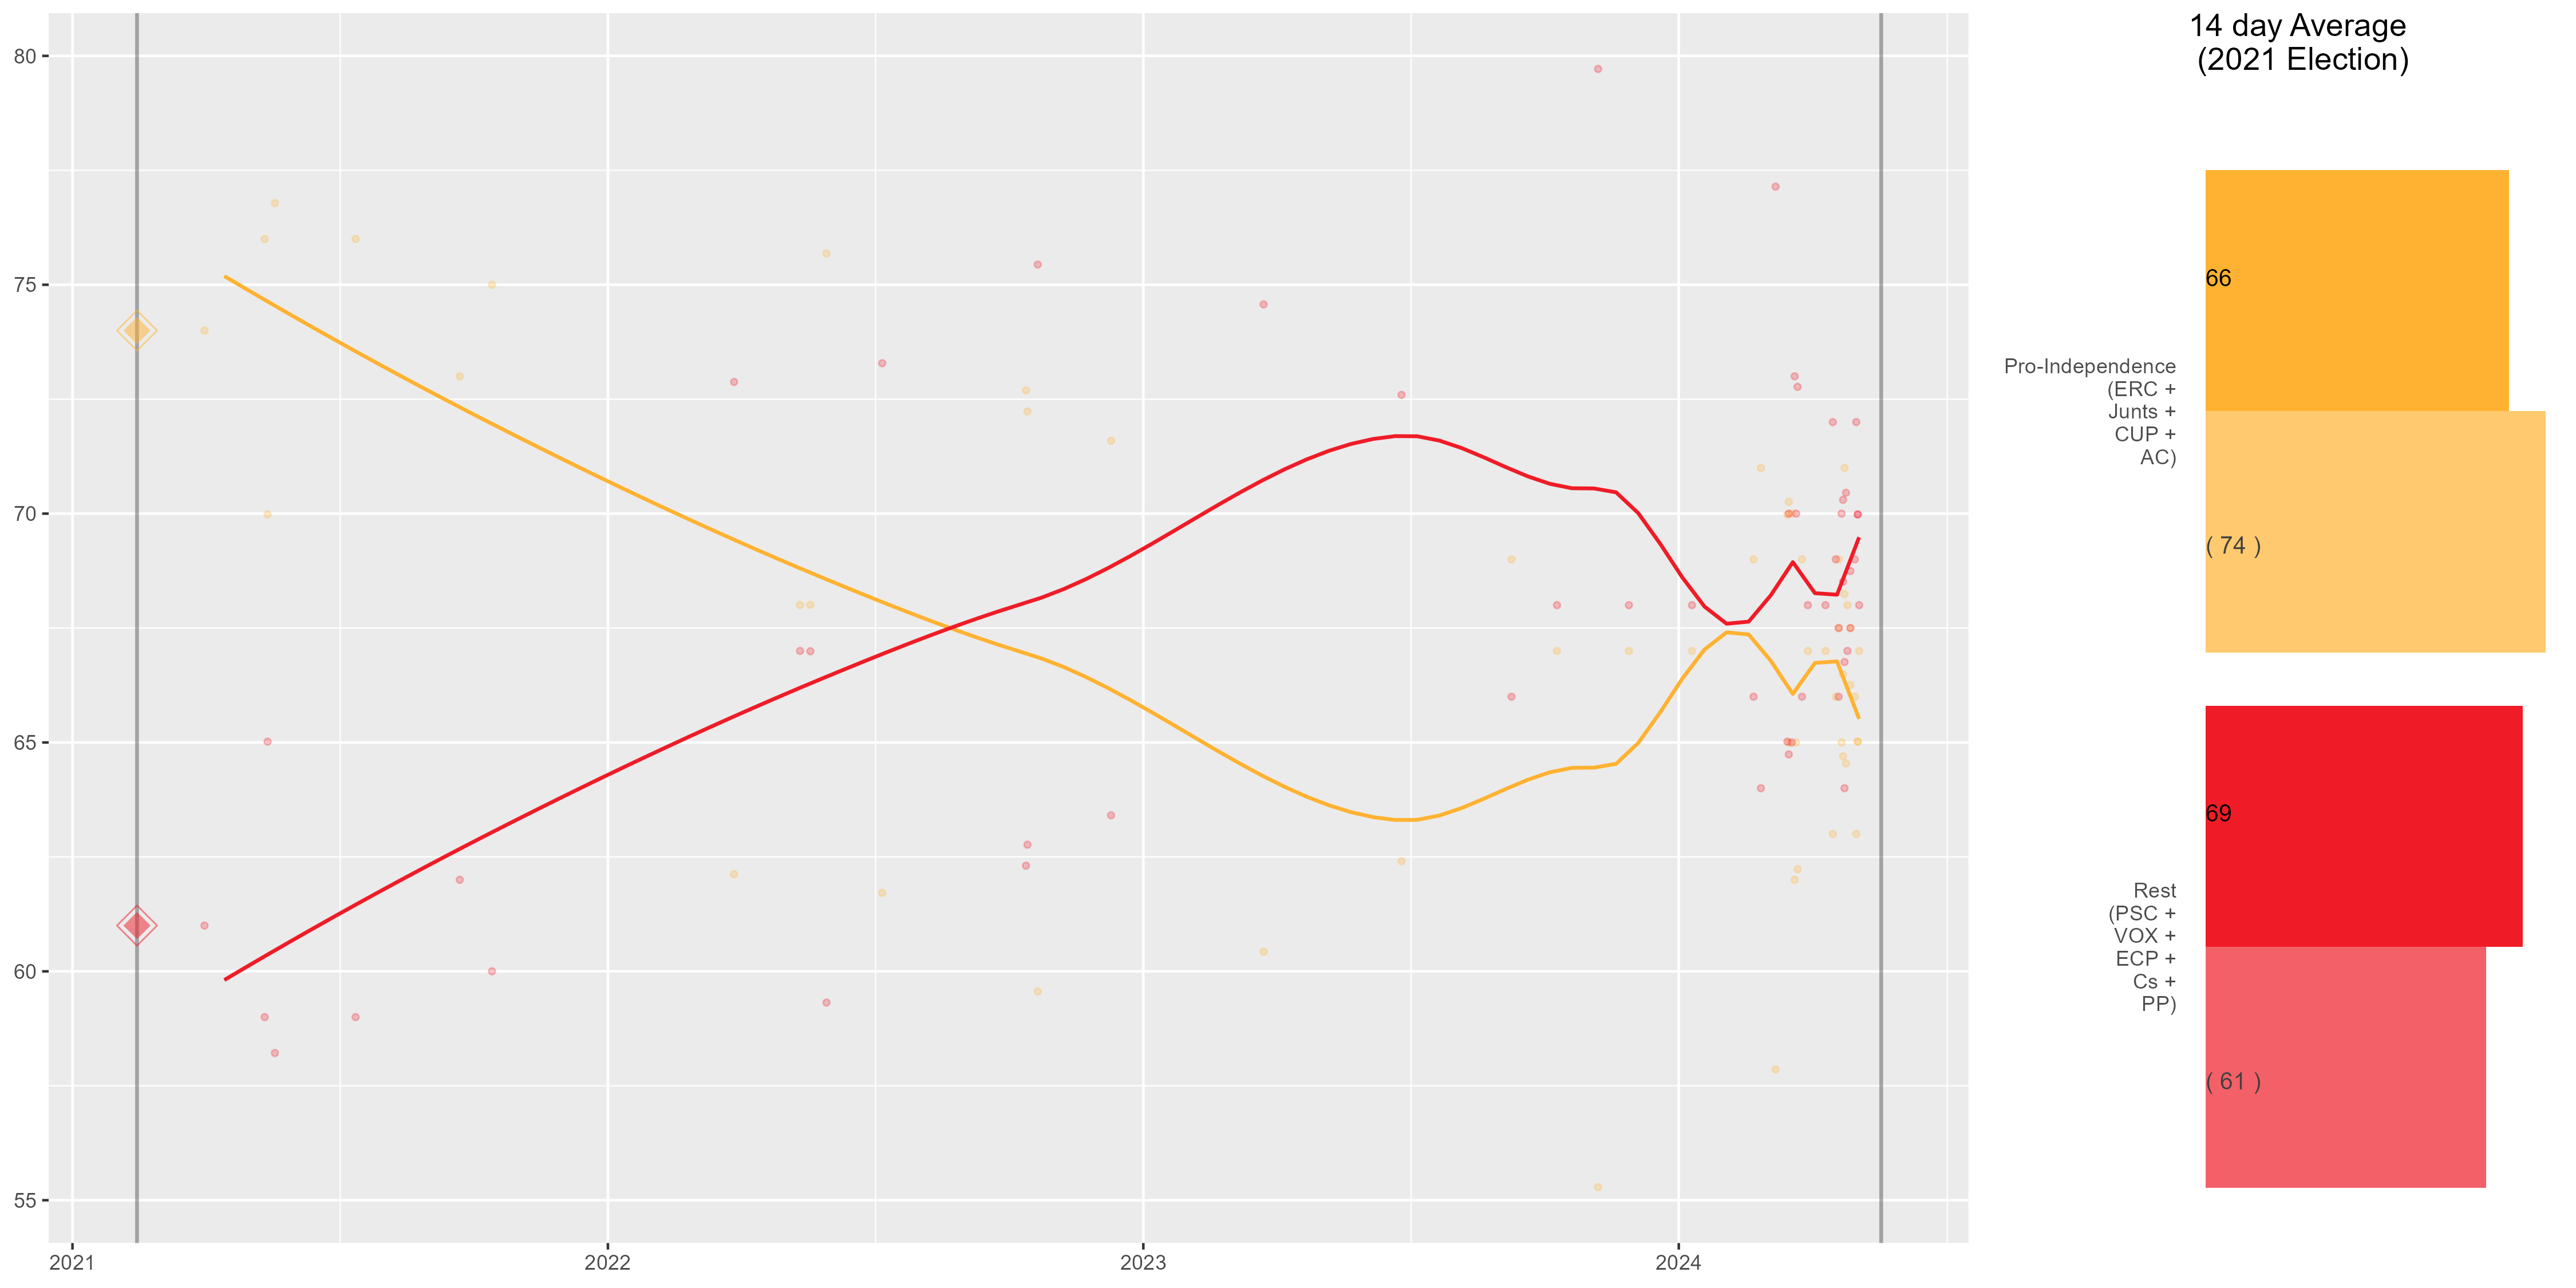 80
75
70
65
60
55
2021
2022
2023
2024
14 day Average
(2021 Election)
Pro-Independence
(ERC +
Junts +
CUP +
AC)
66
( 74 )
Rest
(PSC +
VOX +
ECP +
Cs +
PP)
69
( 61 )